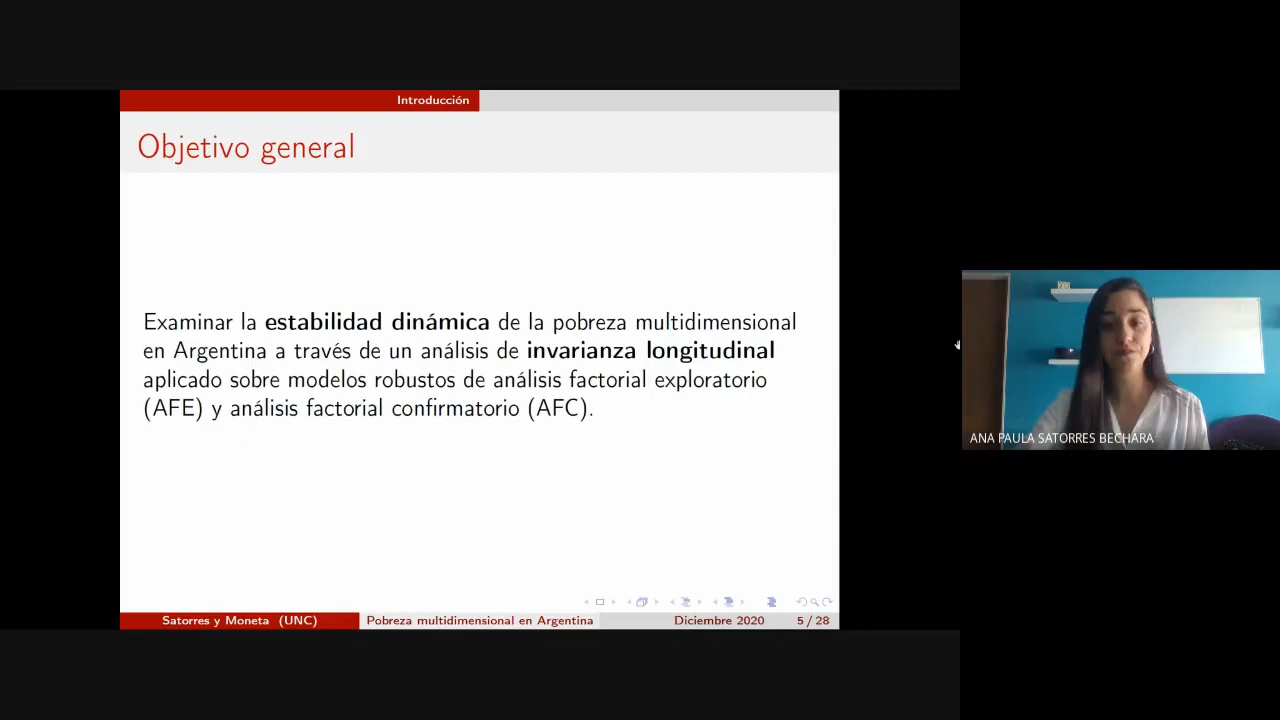 Introducción
Objetivo general
Examinar la estabilidad dinámica de la pobreza multidimensional
en Argentina a través de un análisis de invarianza longitudinal
aplicado sobre modelos robustos de análisis factorial exploratorio
(AFE) y análisis factorial confirmatorio (AFC).
Satorres y Moneta (UNC)
Pobreza multidimensional en Argentina
Diciembre 2020
5 / 28
ANA PAULA SATORRES BECHARA